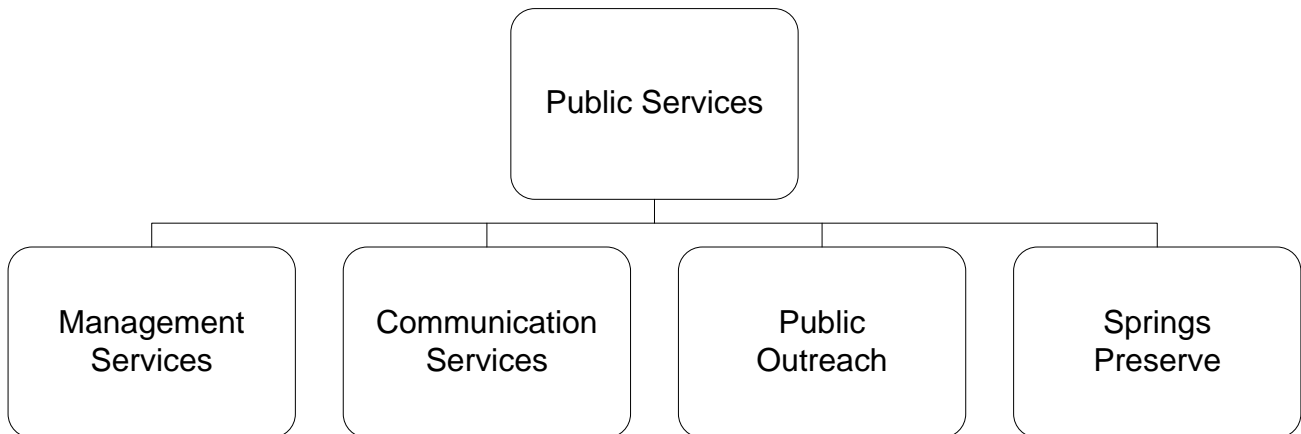 Public Services
Management
Services
Communication
Services
Public
Outreach
Springs
Preserve